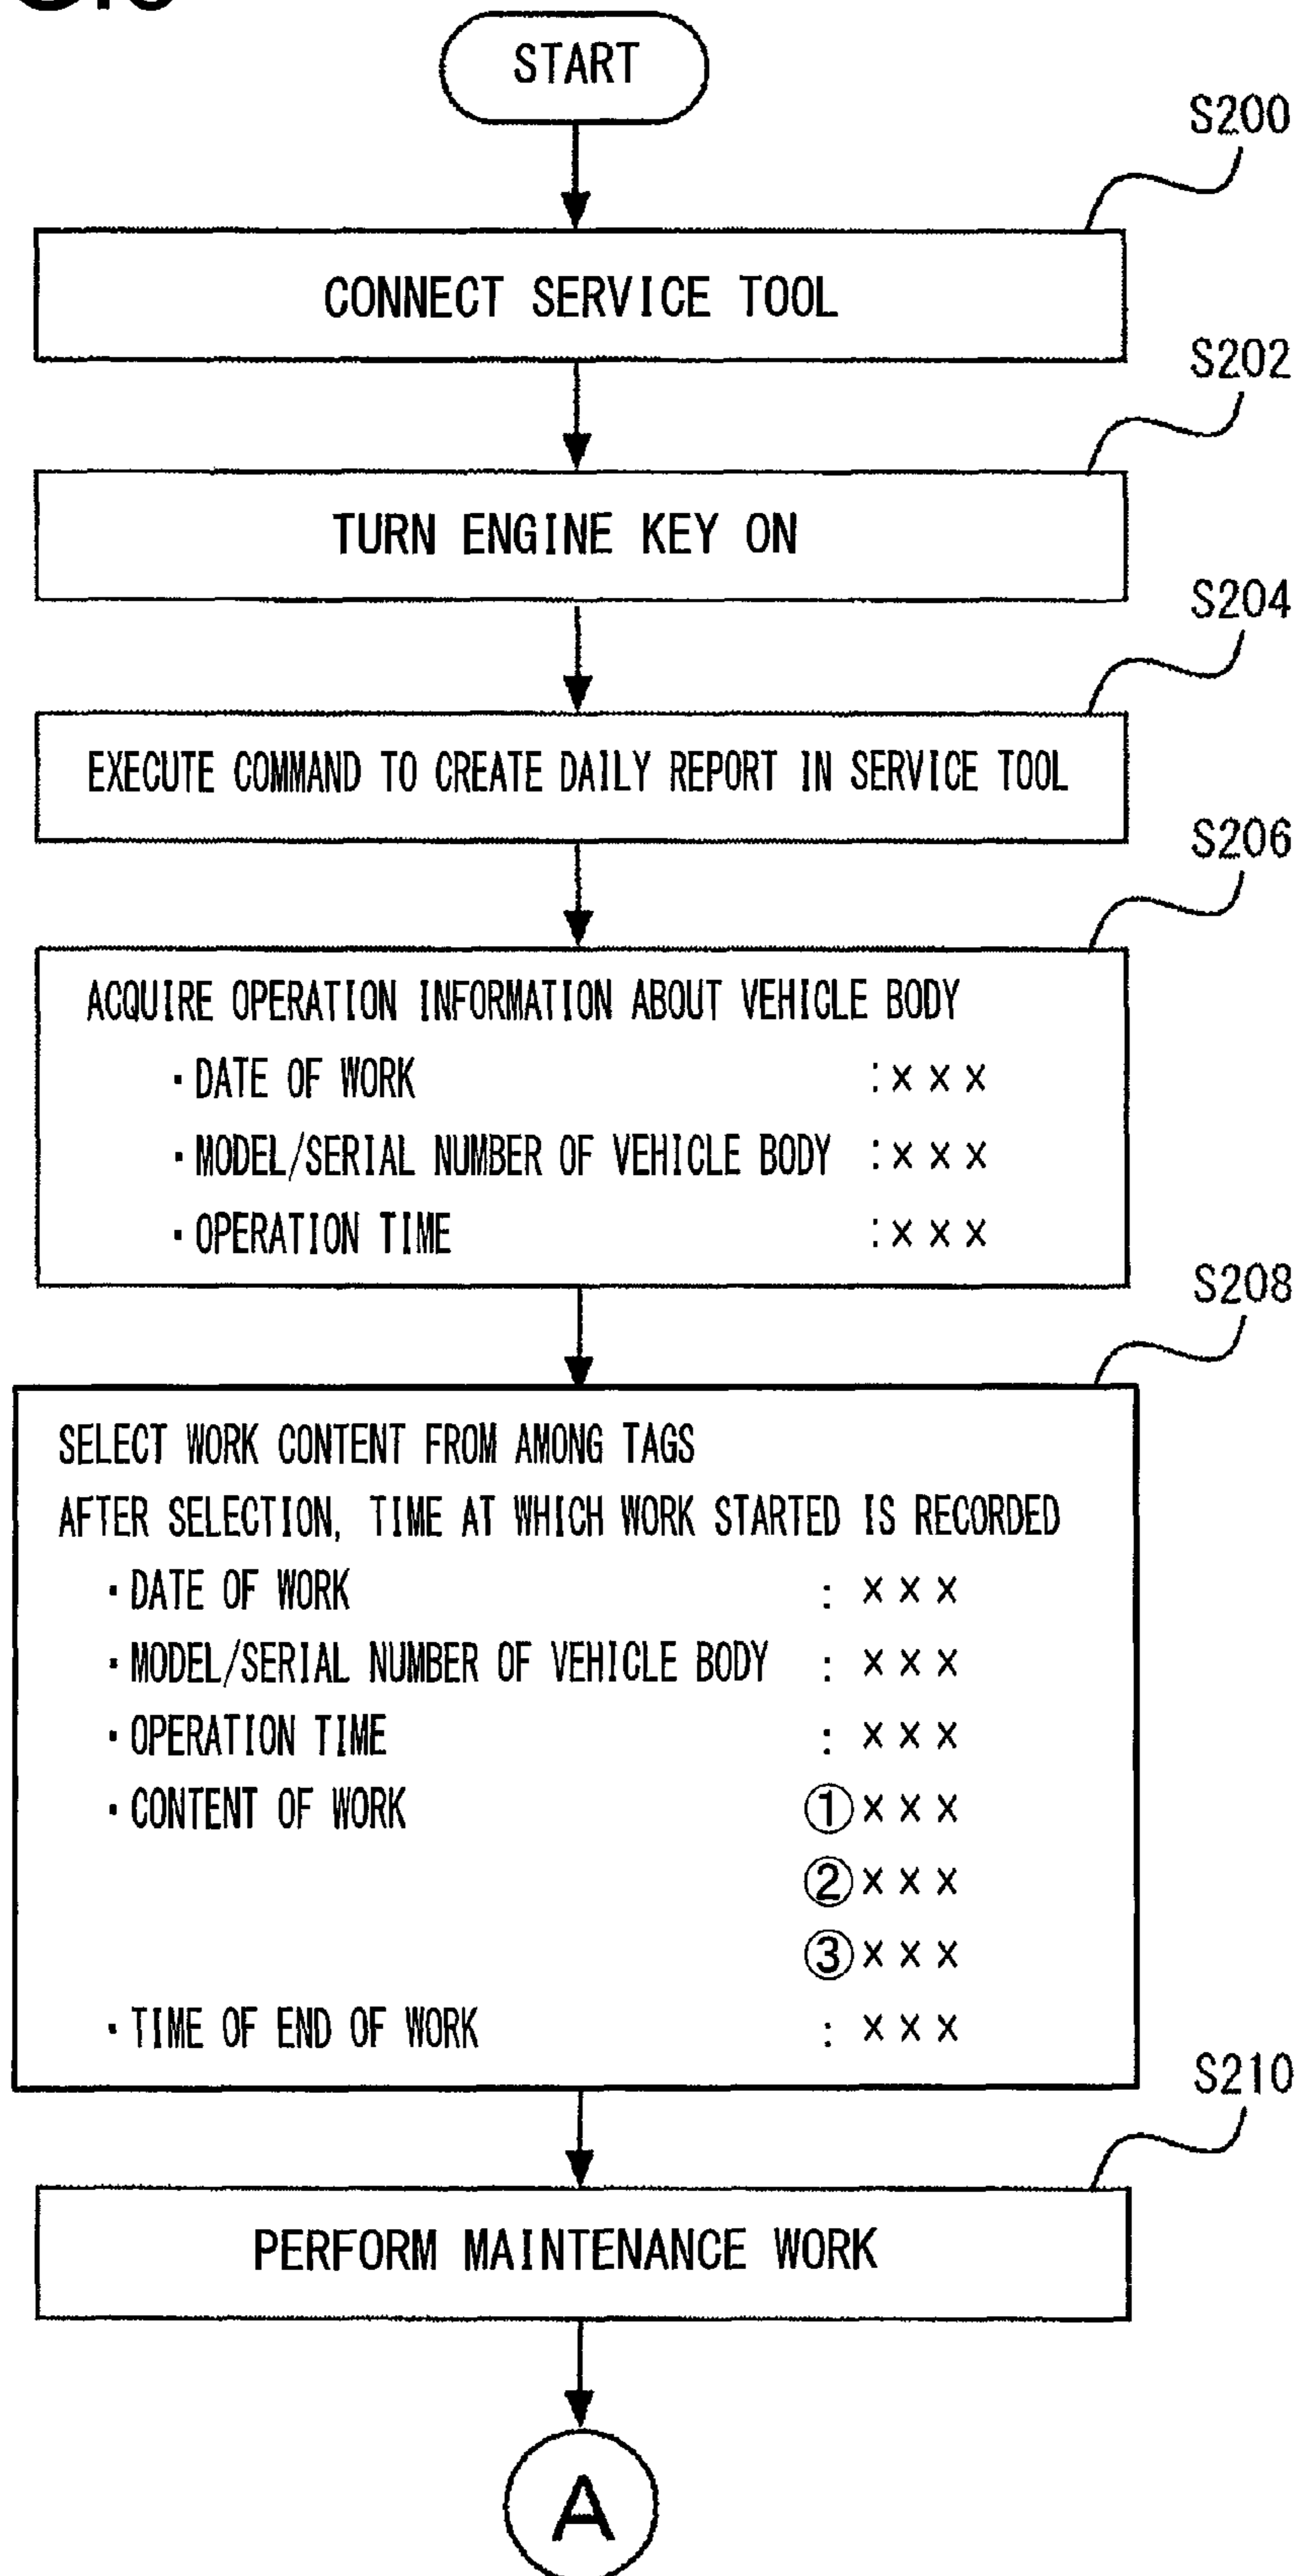 START
S200
CONNECT SERVICE TOOL
S202
TURN ENGINE KEY ON
S204
EXECUTE COMMAND TO CREATE DAILY REPORT IN SERVICE TOOL
S206
ACQUIRE OPERATION INFORMATION ABOUT VEHICLE BODY
・DATE OF WORK :×××
・MODEL/SERIAL NUMBER OF VEHICLE BODY :×××
・OPERATION TIME :×××
S208
SELECT WORK CONTENT FROM AMONG TAGS
AFTER SELECTION, TIME AT WHICH WORK STARTED IS RECORDED
・DATE OF WORK : ×××
・MODEL/SERIAL NUMBER OF VEHICLE BODY : ×××
・OPERATION TIME : ×××
・CONTENT OF WORK ①×××
②×××
③×××
・TIME OF END OF WORK : ×××
S210
PERFORM MAINTENANCE WORK
A